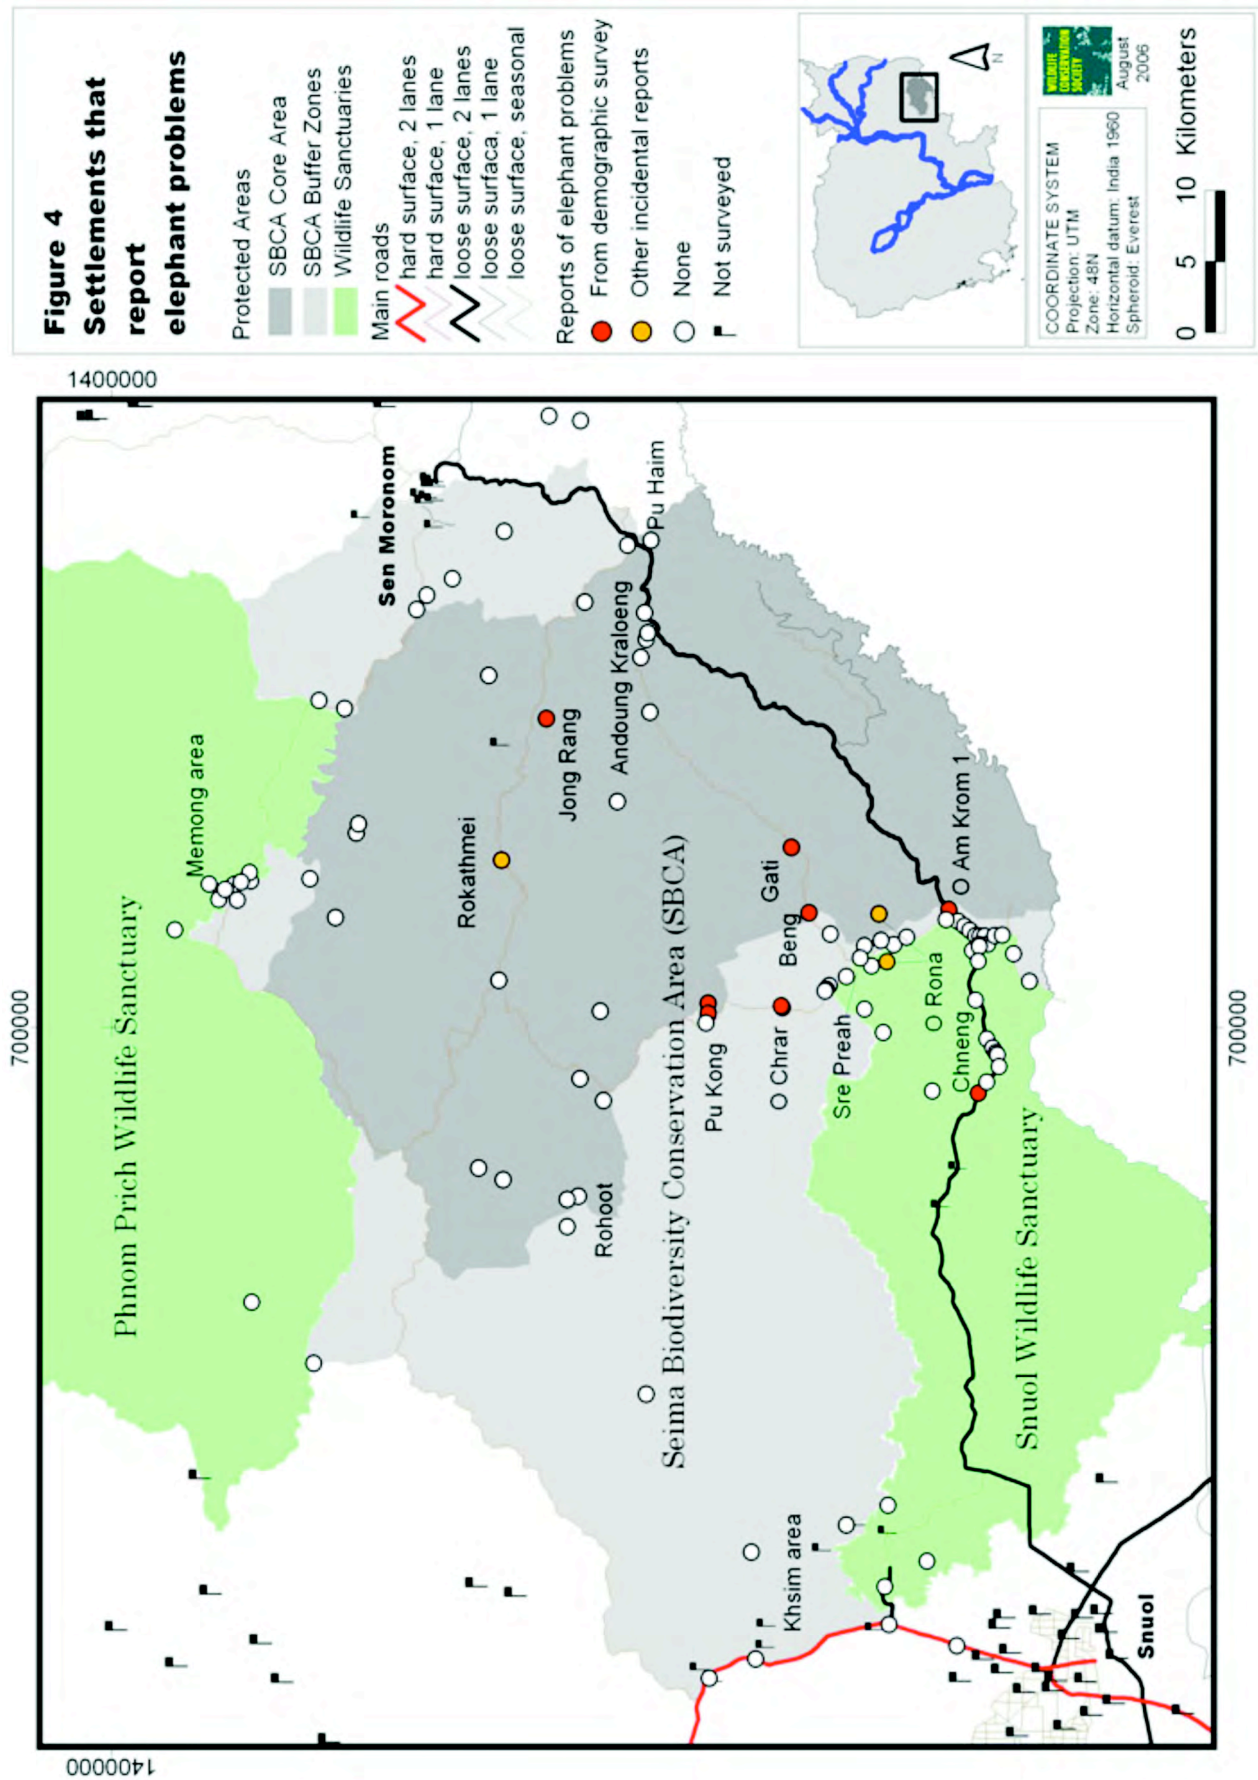 Figure 4
Settlements that
report
elephant problems
Protected Areas
SBCA Core Area
SBCA Buffer Zones
Wildlife Sanctuaries
Main roads
hard surface, 2 lanes
hard surface, 1 lane
loose surface, 2 lanes
loose surfaca, 1 lane
loose surface, seasonal
Reports of elephant problems
From demographic survey
Other incidental reports
None
Not surveyed
N
COORDINATE SYSTEM
Projection: UTM
Zone: 48N
Horizontal datum: India 1960
Spheroid: Everest
WILDLIFE
CONSERVATION
SOCIETY
August
2006
0 5 10 Kilometers
1400000
1400000
700000
700000
Phnom Prich Wildlife Sanctuary
Memong area
Sen Moronom
Rokathmei
Jong Rang
Andoung Kraloeng
Pu Haim
Rohoot
Seima Biodiversity Conservation Area (SBCA)
Pu Kong
Gati
Beng
O Chrar
Khsim area
Sre Preah
O Rona
Chneng
O Am Krom 1
Snuol Wildlife Sanctuary
Snuol